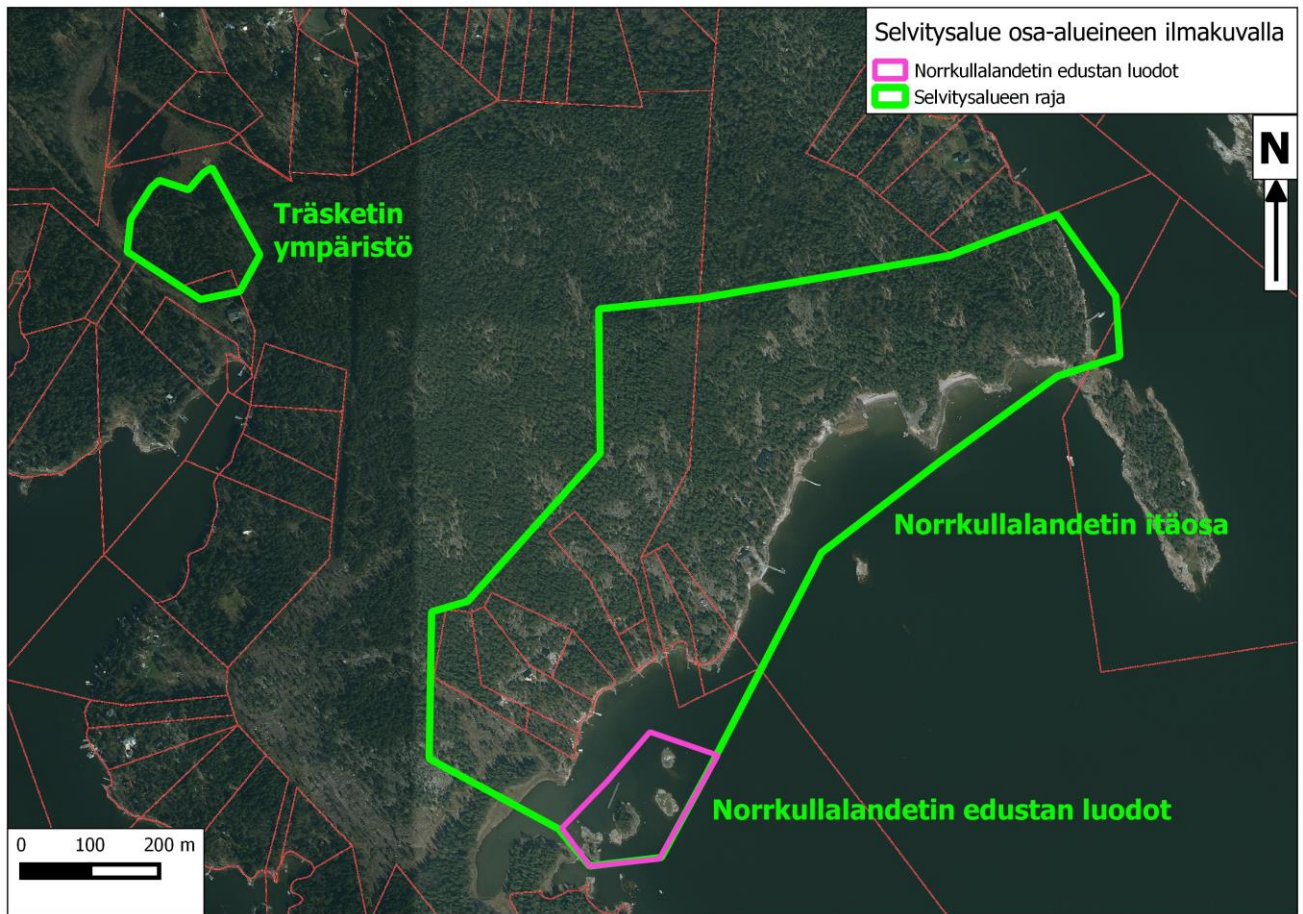 Selvitysalue osa-alueineen ilmakuvalla
Norrkullalandetin edustan luodot
Selvitysalueen raja
N
Träsketin
ympäristö
Norrkullalandetin itäosa
Norrkullalandetin edustan luodot
0 100 200 m